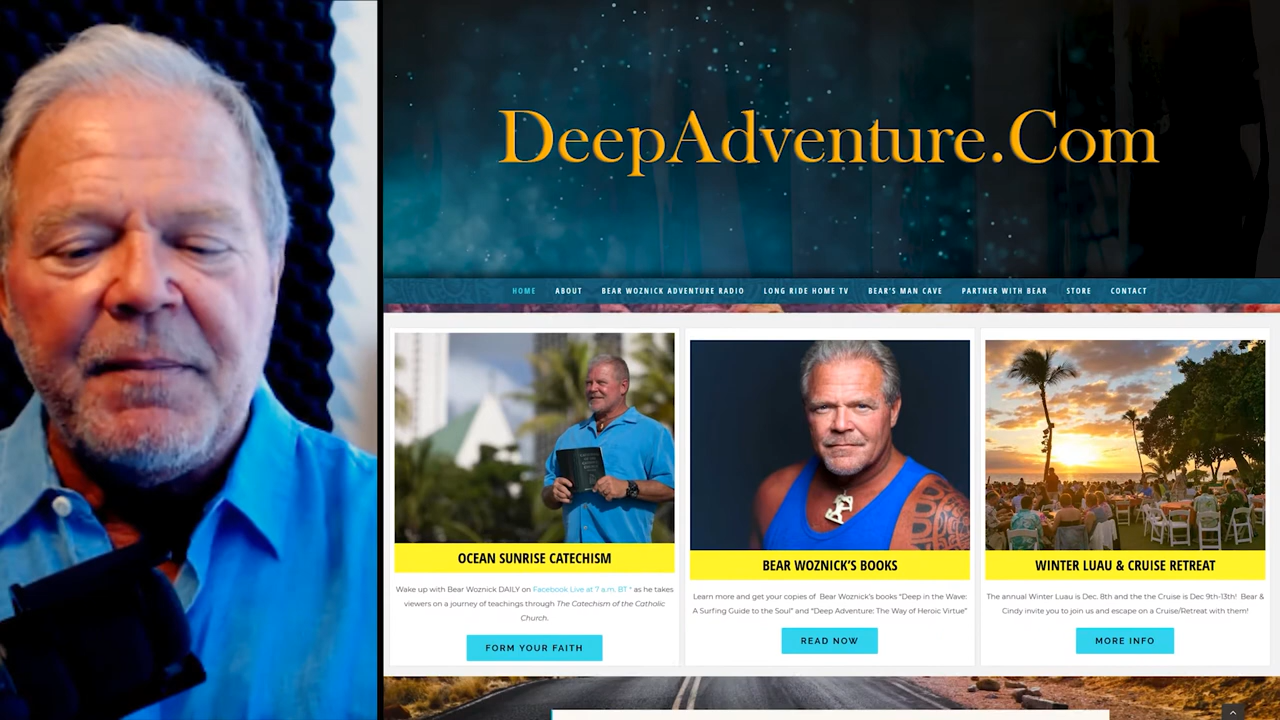 DeepAdventure.Com
HOME ABOUT BEAR WOZNICK ADVENTURE RADIO LONG RIDE HOME TV BEAR'S MAN CAVE PARTNER WITH BEAR STORE CONTACT
OCEAN SUNRISE CATECHISM
Wake up with Bear Woznick DAILY on Facebook Live at 7 a.m. BT * as he takes
viewers on a journey of teachings through The Catechism of the Catholic
Church.
FORM YOUR FAITH
BEAR WOZNICK'S BOOKS
Learn more and get your copies of Bear Woznick's books "Deep in the Wave:
A Surfing Guide to the Soul" and "Deep Adventure: The Way of Heroic Virtue"
READ NOW
WINTER LUAU & CRUISE RETREAT
The annual Winter Luau is Dec. 8th and the the Cruise is Dec 9th-13th! Bear &
Cindy invite you to join us and escape on a Cruise/Retreat with them!
MORE INFO